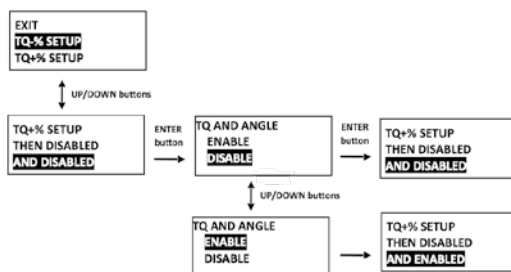 EXIT
TQ-% SETUP
TQ+% SETUP
UP/DOWN buttons
TQ+% SETUP
THEN DISABLED
AND DISABLED
ENTER
button
TQ AND ANGLE
ENABLE
DISABLE
ENTER
button
TQ+% SETUP
THEN DISABLED
AND DISABLED
UP/DOWN buttons
TQ AND ANGLE
ENABLE
DISABLE
TQ+% SETUP
THEN DISABLED
AND ENABLED